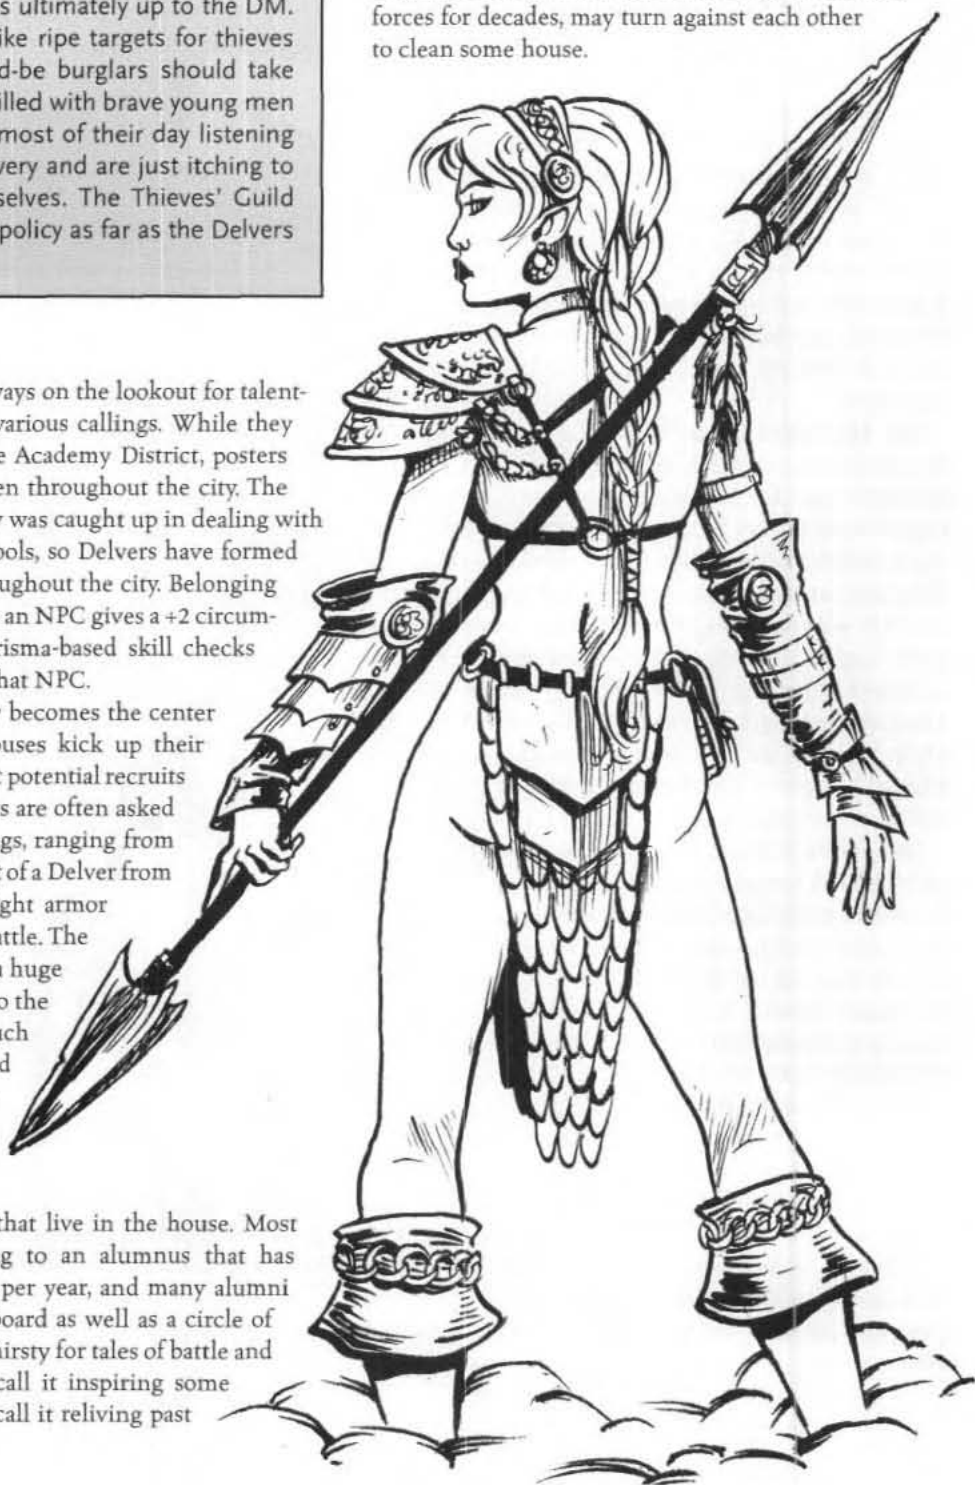 s ultimately up to the DM.
ike ripe targets for thieves
d-be burglars should take
illed with brave young men
most of their day listening
very and are just itching to
selves. The Thieves' Guild
policy as far as the Delvers
ways on the lookout for talent-
various callings. While they
e Academy District, posters
en throughout the city. The
y was caught up in dealing with
ools, so Delvers have formed
oughout the city. Belonging
an NPC gives a +2 circum-
risma-based skill checks
hat NPC.
y becomes the center
ouses kick up their
t potential recruits
s are often asked
gs, ranging from
t of a Delver from
ght armor
attle. The
a huge
o the
uch
d
that live in the house. Most
g to an alumnus that has
per year, and many alumni
board as well as a circle of
hirsty for tales of battle and
call it inspiring some
call it reliving past
forces for decades, may turn against each other
to clean some house.